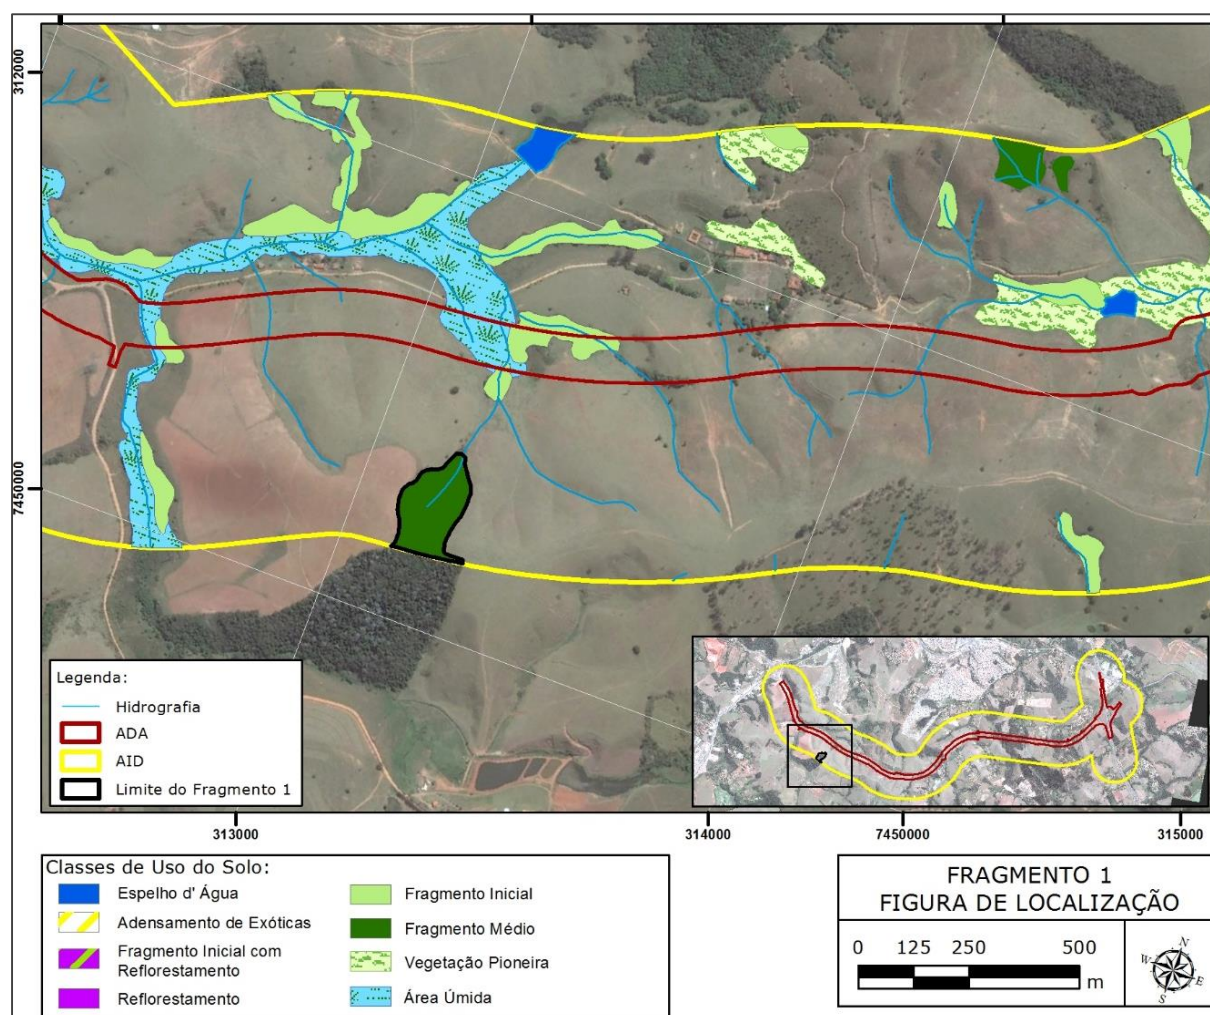 312000
7450000
Legenda:
Hidrografia
ADA
AID
Limite do Fragmento 1
313000
314000
7450000
315000
Classes de Uso do Solo:
Espelho d' Água
Adensamento de Exóticas
Fragmento Inicial com
Reflorestamento
Reflorestamento
Fragmento Inicial
Fragmento Médio
Vegetação Pioneira
Área Úmida
FRAGMENTO 1
FIGURA DE LOCALIZAÇÃO
0 125 250 500
m
N
W
E
S